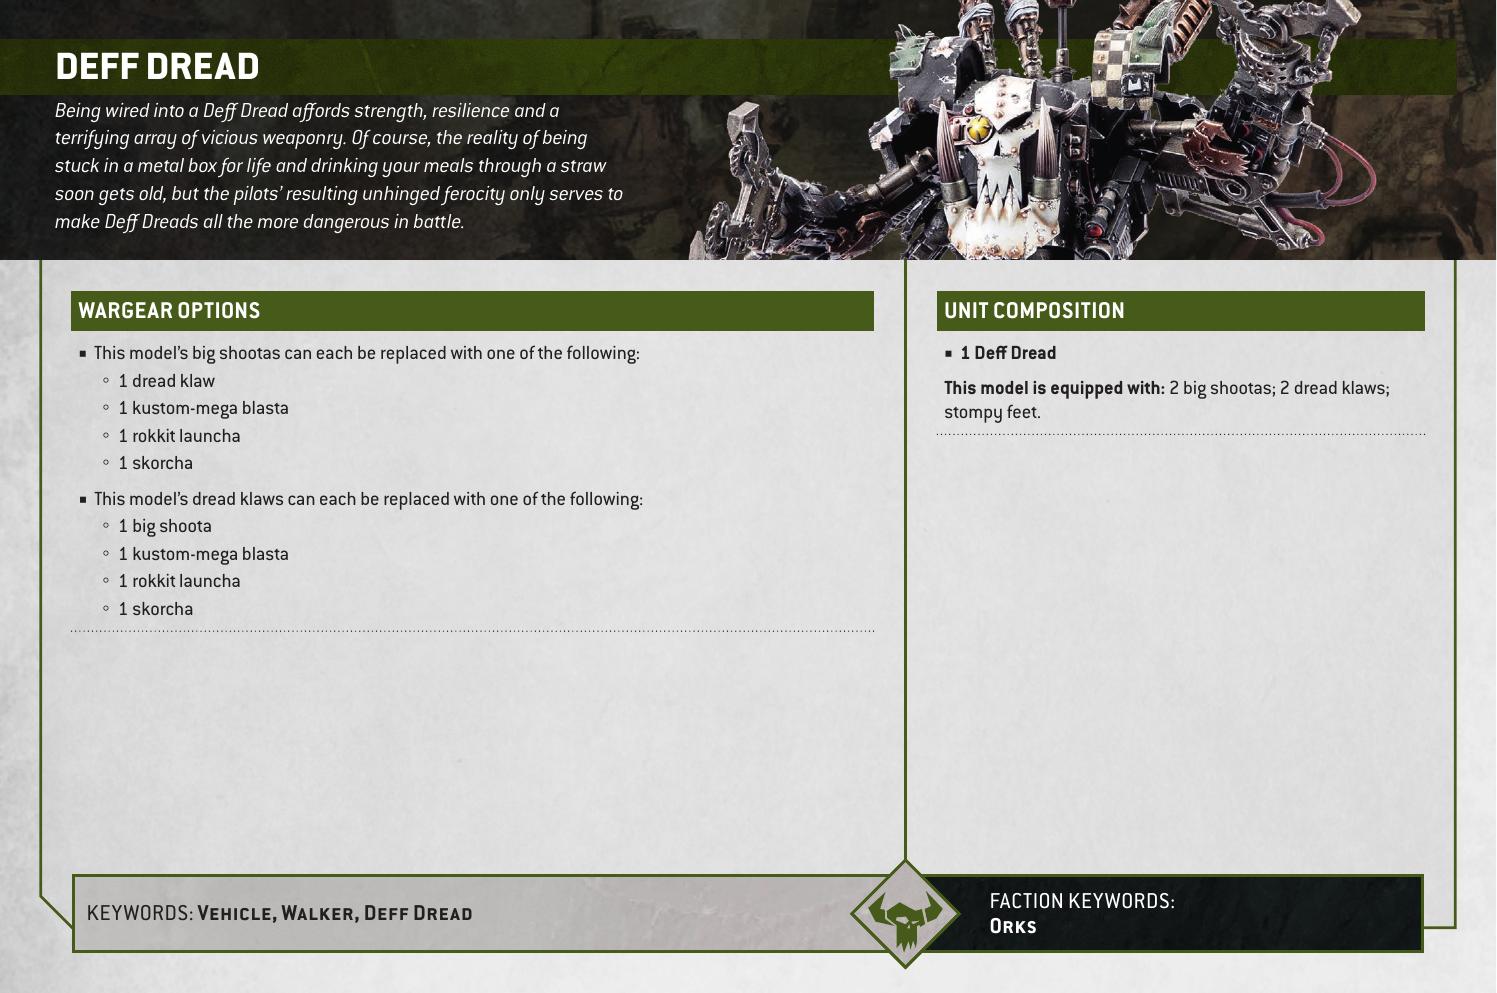 DEFF DREAD
Being wired into a Deff Dread affords strength, resilience and a
terrifying array of vicious weaponry. Of course, the reality of being
stuck in a metal box for life and drinking your meals through a straw
soon gets old, but the pilots’ resulting unhinged ferocity only serves to
make Deff Dreads all the more dangerous in battle.
WARGEAR OPTIONS
▪ This model’s big shootas can each be replaced with one of the following:
◦ 1 dread klaw
◦ 1 kustom-mega blasta
◦ 1 rokkit launcha
◦ 1 skorcha
▪ This model’s dread klaws can each be replaced with one of the following:
◦ 1 big shoota
◦ 1 kustom-mega blasta
◦ 1 rokkit launcha
◦ 1 skorcha
UNIT COMPOSITION
▪ 1 Deff Dread
This model is equipped with: 2 big shootas; 2 dread klaws;
stompy feet.
KEYWORDS: Vehicle, Walker, Deff Dread
FACTION KEYWORDS:
Orks